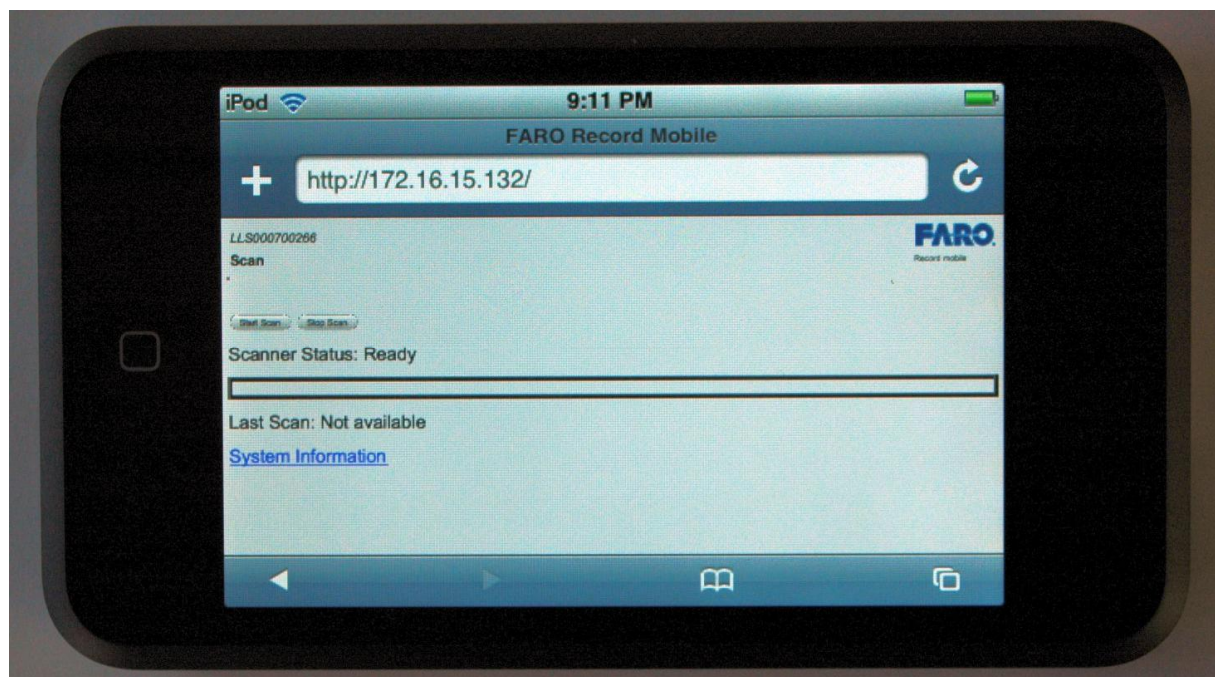 iPod 9:11 PM
FARO Record Mobile
http://172.16.15.132/
LLS000700266
FARO
Scan
Record mobile
Start Scan Stop Scan
Scanner Status: Ready
Last Scan: Not available
System Information